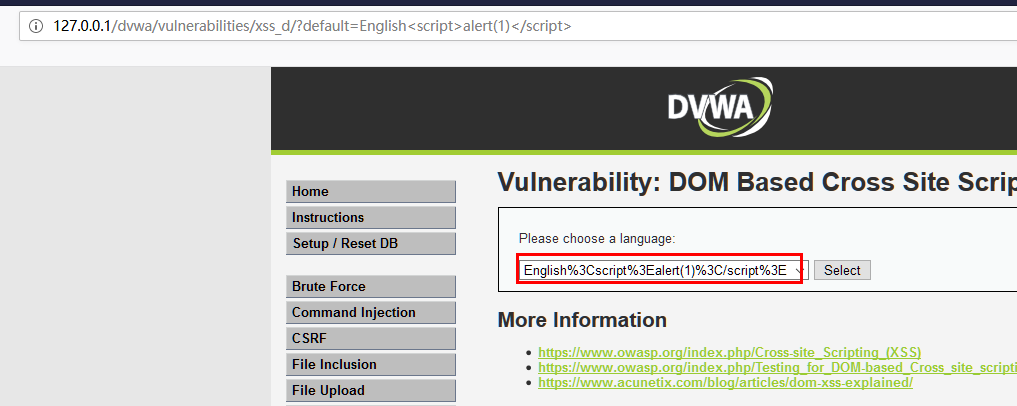 127.0.0.1/dvwa/vulnerabilities/xss_d/?default=English<script>alert(1)</script>
DVWA
Home
Instructions
Setup / Reset DB
Brute Force
Command Injection
CSRF
File Inclusion
File Upload
Vulnerability: DOM Based Cross Site Scrip
Please choose a language:
English%3Cscript%3Ealert(1)%3C/script%3E
Select
More Information
https://www.owasp.org/index.php/Cross-site_Scripting_(XSS)
https://www.owasp.org/index.php/Testing_for_DOM-based_Cross_site_scripti
https://www.acunetix.com/blog/articles/dom-xss-explained/